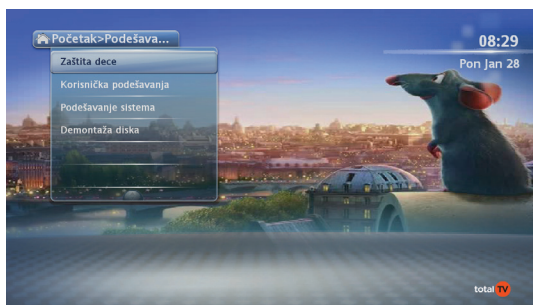 Početak>Podešava...
08:29
Pon Jan 28
Zaštita dece
Korisnička podešavanja
Podešavanje sistema
Demontaža diska
total TV